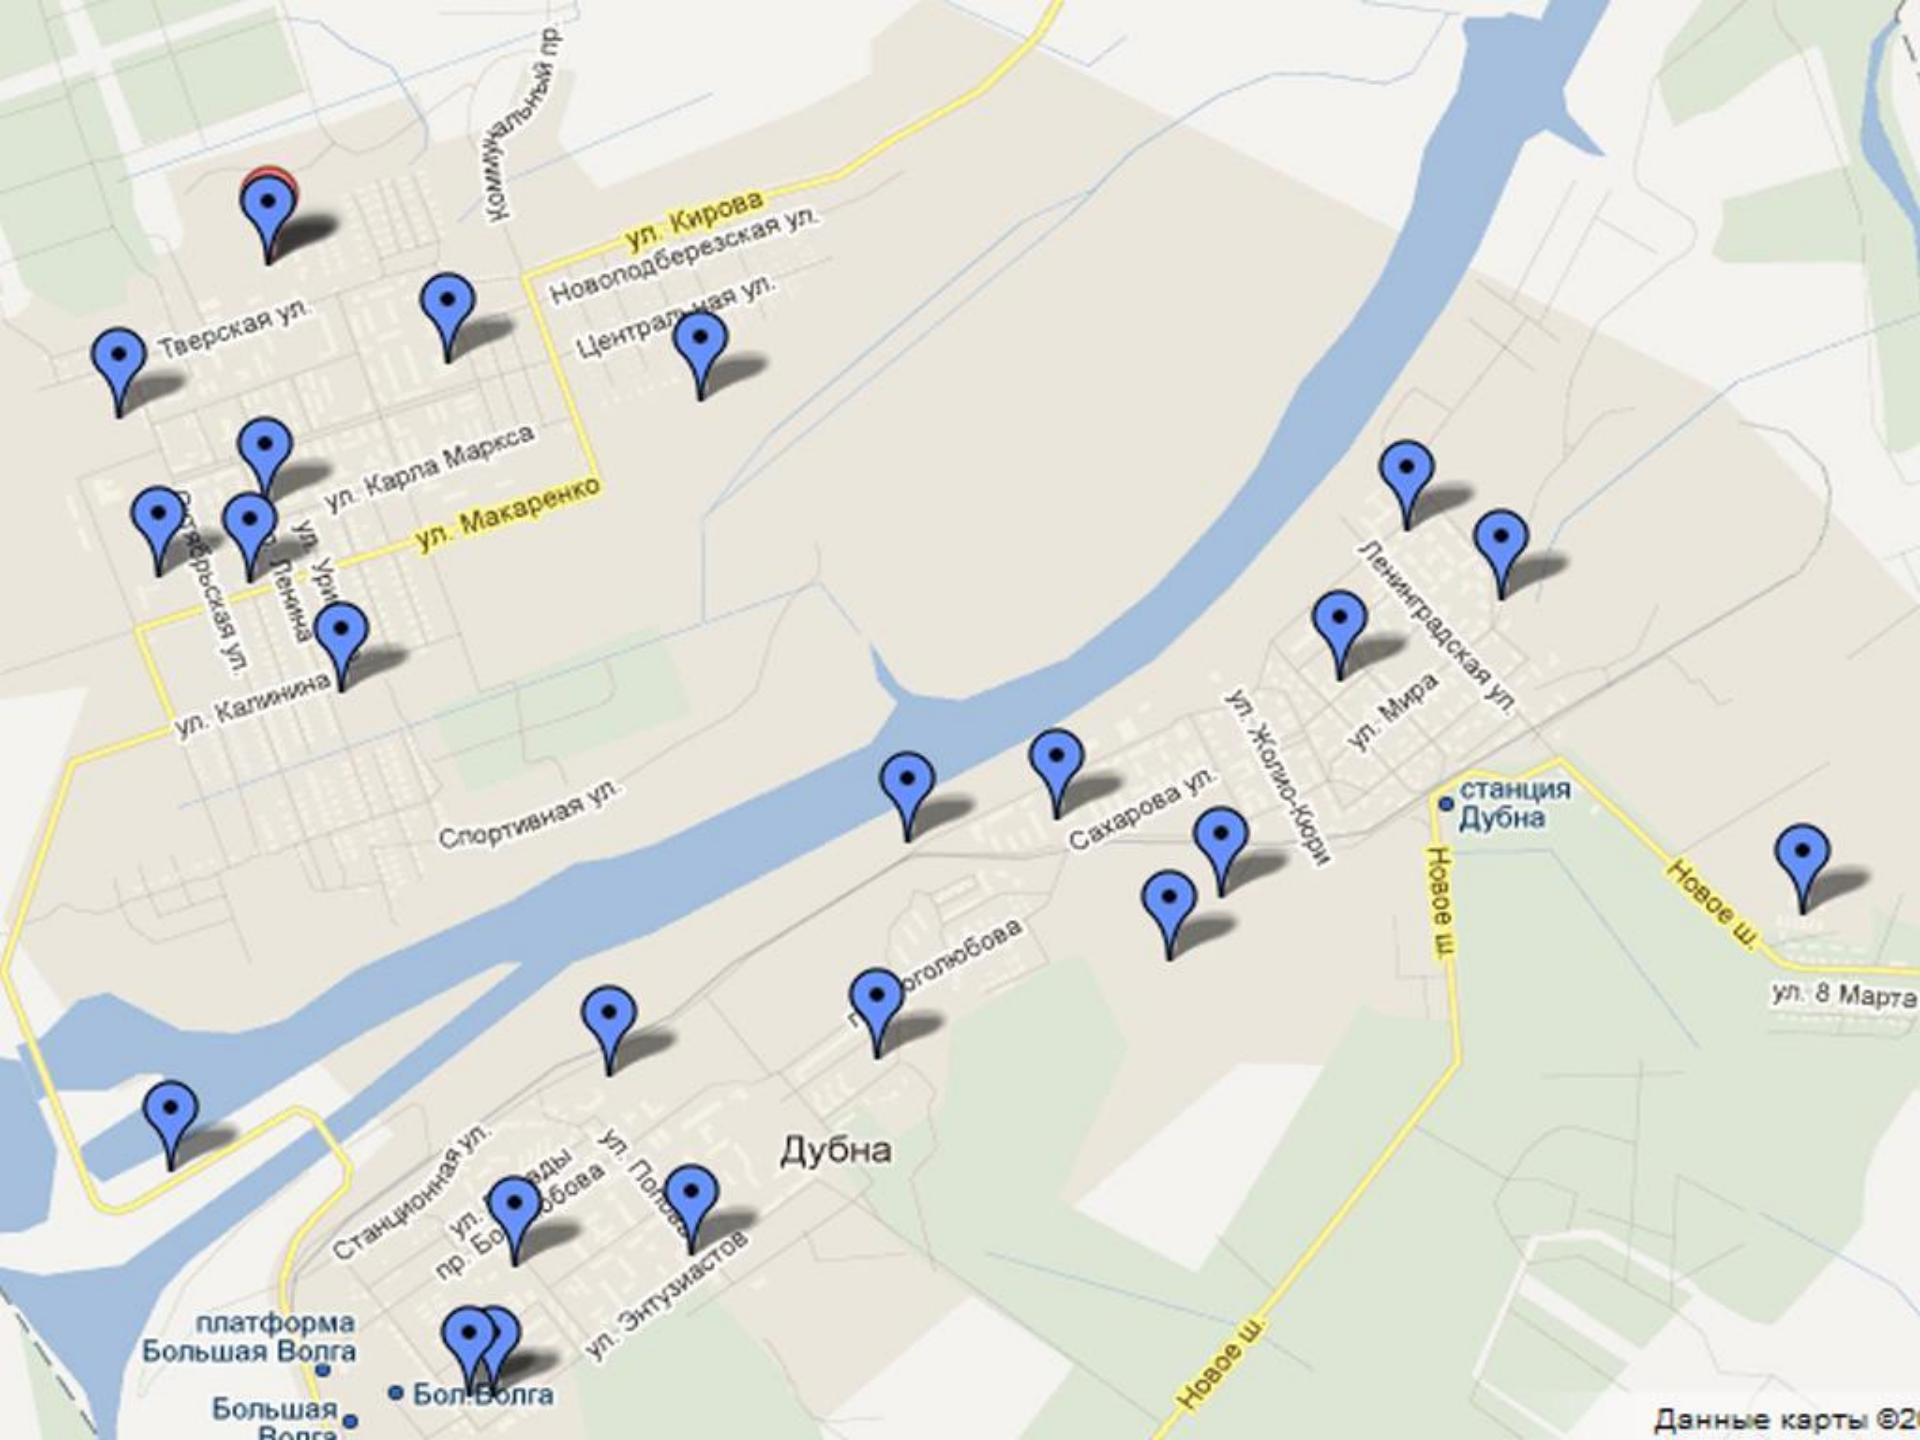 Коммунальный пр.
ул. Кирова
Новоподберезская ул.
Центральная ул.
Тверская ул.
ул. Карла Маркса
ул. Макаренко
ул.
Ленина
ул. Калинина
Спортивная ул.
Ленинградская ул.
ул. Мира
ул. Жолио-Кюри
Сахарова ул.
станция
Дубна
Новое ш.
Новое ш.
ул. 8 Марта
Дубна
Станционная ул.
ул.
пр.
ул.
ул. Энтузиастов
платформа
Большая Волга
Бол.Волга
Большая
Волга
Новое ш.
Данные карты ©20